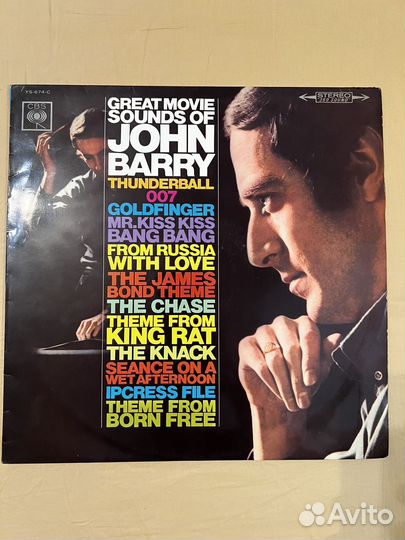 YS-674-C
CBS
STEREO
360 SOUND
GREAT MOVIE
SOUNDS OF
JOHN
BARRY
THUNDERBALL
007
GOLDFINGER
MR.KISS KISS
BANG BANG
FROM RUSSIA
WITH LOVE
THE JAMES
BOND THEME
THE CHASE
THEME FROM
KING RAT
THE KNACK
SEANCE ON A
WET AFTERNOON
IPCRESS FILE
THEME FROM
BORN FREE
Avito